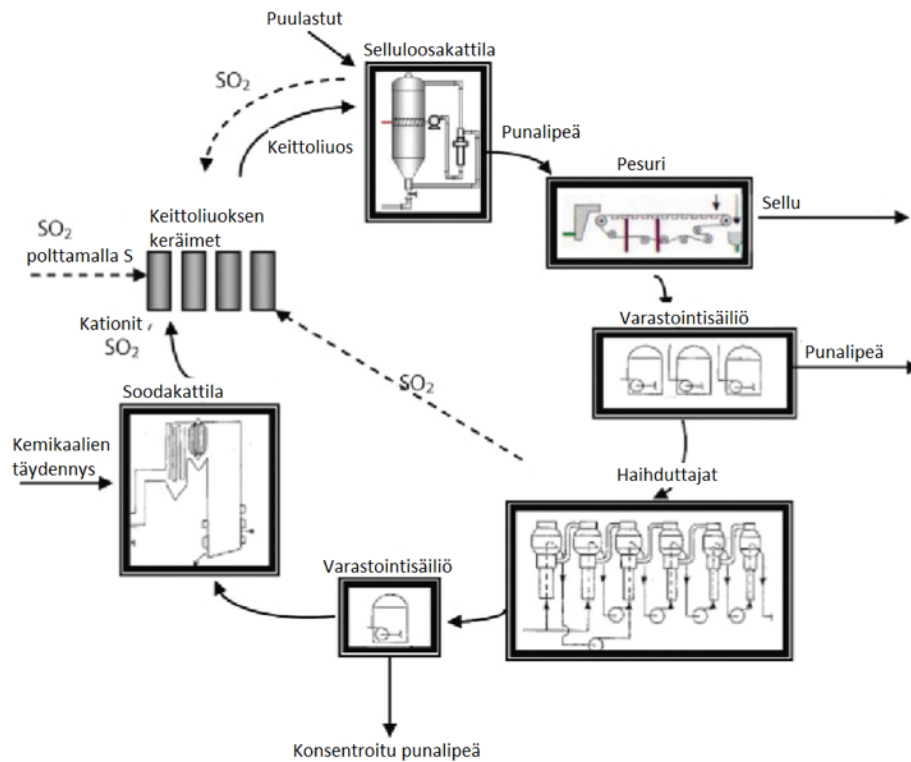 Puulastut
Selluloosakattila
SO2
Keittoliuos
Punalipeä
Pesuri
Sellu
SO2
polttamalla S
Keittoliuoksen
keräimet
Kationit
SO2
Varastointisäiliö
Punalipeä
SO2
Soodakattila
Kemikaalien
täydennys
Haihduttajat
Varastointisäiliö
Konsentroitu punalipeä